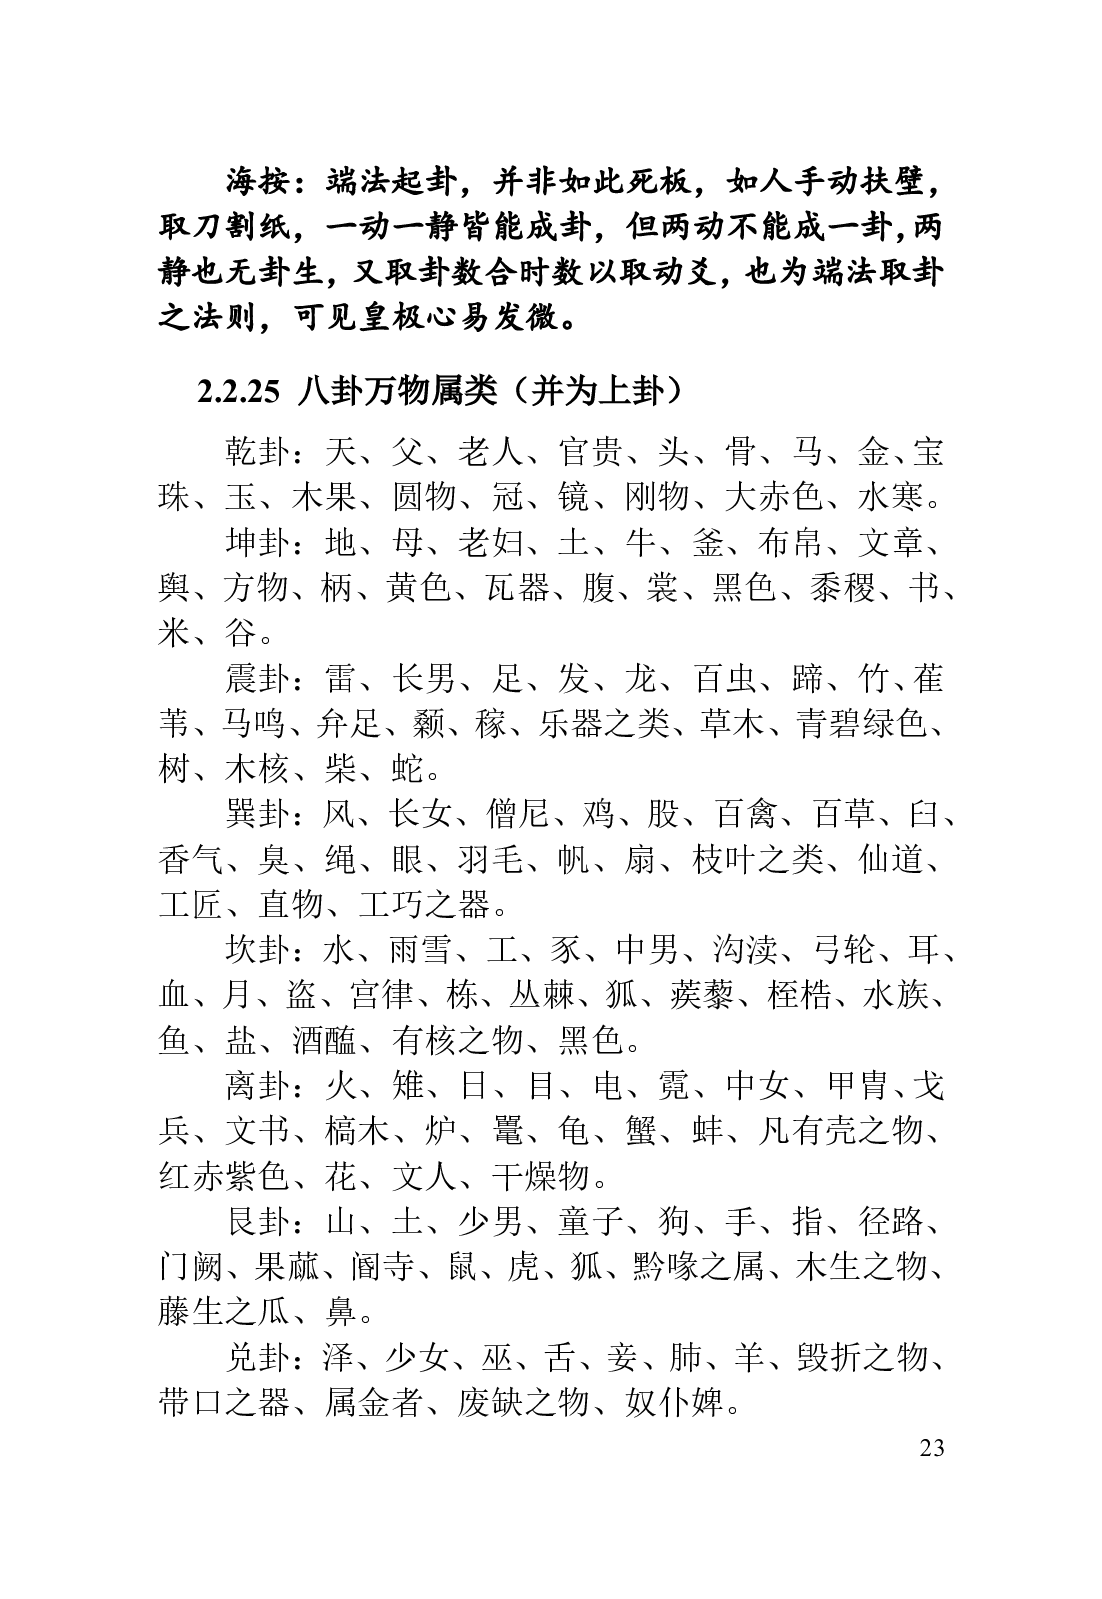 海按：端法起卦，并非如此死板，如人手动扶壁，
取刀割纸，一动一静皆能成卦，但两动不能成一卦，两
静也无卦生，又取卦数合时数以取动爻，也为端法取卦
之法则，可见皇极心易发微。
2.2.25 八卦万物属类（并为上卦）
乾卦：天、父、老人、官贵、头、骨、马、金、宝
珠、玉、木果、圆物、冠、镜、刚物、大赤色、水寒。
坤卦：地、母、老妇、土、牛、釜、布帛、文章、
舆、方物、柄、黄色、瓦器、腹、裳、黑色、黍稷、书、
米、谷。
震卦：雷、长男、足、发、龙、百虫、蹄、竹、萑
苇、马鸣、弁足、颡、稼、乐器之类、草木、青碧绿色、
树、木核、柴、蛇。
巽卦：风、长女、僧尼、鸡、股、百禽、百草、臼、
香气、臭、绳、眼、羽毛、帆、扇、枝叶之类、仙道、
工匠、直物、工巧之器。
坎卦：水、雨雪、工、豕、中男、沟渎、弓轮、耳、
血、月、盗、宫律、栋、丛棘、狐、蒺藜、桎梏、水族、
鱼、盐、酒醢、有核之物、黑色。
离卦：火、雉、日、目、电、霓、中女、甲胄、戈
兵、文书、槁木、炉、鼍、龟、蟹、蚌、凡有壳之物、
红赤紫色、花、文人、干燥物。
艮卦：山、土、少男、童子、狗、手、指、径路、
门阙、果蓏、阍寺、鼠、虎、狐、黔喙之属、木生之物、
藤生之瓜、鼻。
兑卦：泽、少女、巫、舌、妾、肺、羊、毁折之物、
带口之器、属金者、废缺之物、奴仆婢。
23